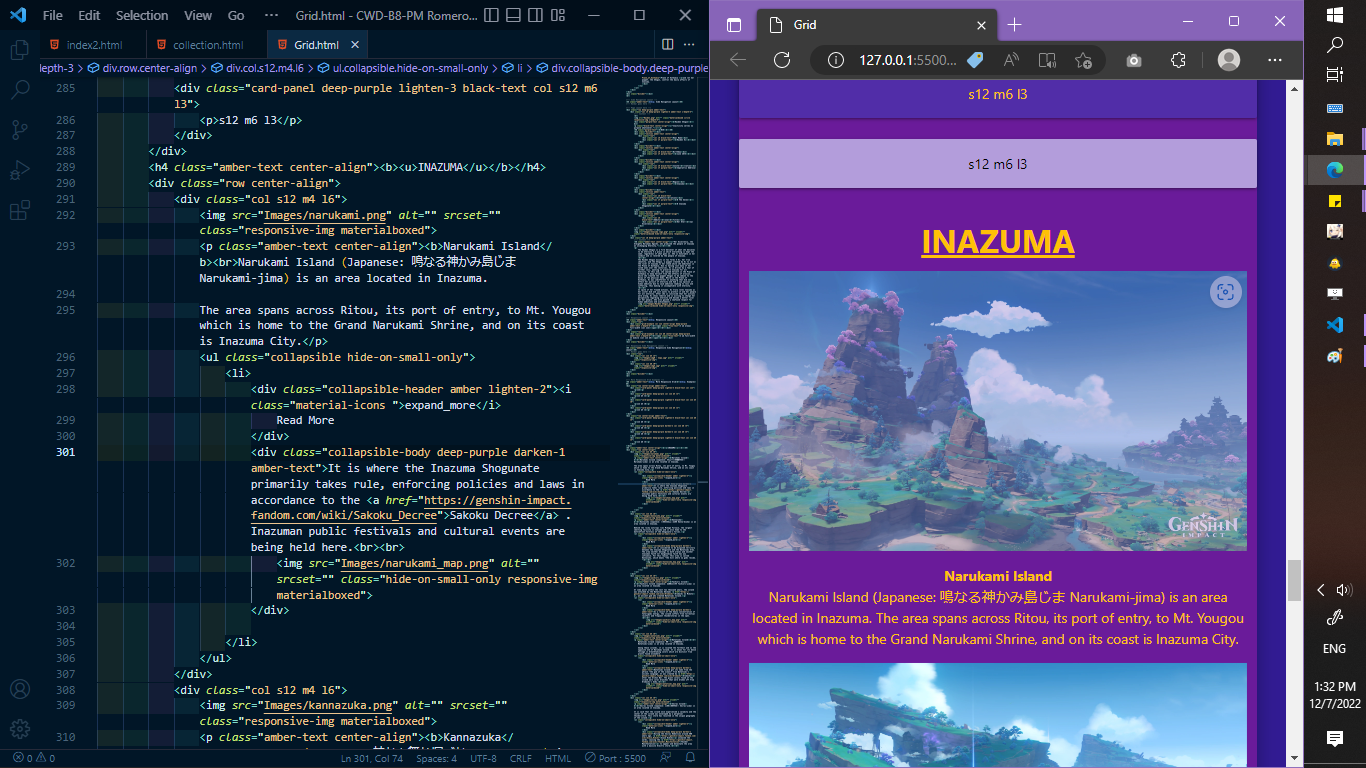 File Edit Selection View Go ··· Grid.html - CWD-B8-PM Romero...
index2.html collection.html Grid.html
depth-3 > div.row.center-align > div.col.s12.m4.l6 > ul.collapsible.hide-on-small-only > li > div.collapsible-body.deep-purple
285 <div class="card-panel deep-purple lighten-3 black-text col s12 m6
l3">
286 <p>s12 m6 l3</p>
287 </div>
288 </div>
289 <h4 class="amber-text center-align"><b><u>INAZUMA</u></b></h4>
290 <div class="row center-align">
291 <div class="col s12 m4 l6">
292 <img src="Images/narukami.png" alt="" srcset=""
class="responsive-img materialboxed">
293 <p class="amber-text center-align"><b>Narukami Island</
b><br>Narukami Island (Japanese: 鳴なる神かみ島じま
Narukami-jima) is an area located in Inazuma.
294
295 The area spans across Ritou, its port of entry, to Mt. Yougou
which is home to the Grand Narukami Shrine, and on its coast
is Inazuma City.</p>
296 <ul class="collapsible hide-on-small-only">
297 <li>
298 <div class="collapsible-header amber lighten-2"><i
class="material-icons ">expand_more</i>
299 Read More
300 </div>
301 <div class="collapsible-body deep-purple darken-1
amber-text">It is where the Inazuma Shogunate
primarily takes rule, enforcing policies and laws in
accordance to the <a href="https://genshin-impact.
fandom.com/wiki/Sakoku_Decree">Sakoku Decree</a> .
Inazuman public festivals and cultural events are
being held here.<br><br>
302 <img src="Images/narukami_map.png" alt=""
srcset="" class="hide-on-small-only responsive-img
materialboxed">
303 </div>
304
305 </li>
306 </ul>
307 </div>
308 <div class="col s12 m4 l6">
309 <img src="Images/kannazuka.png" alt="" srcset=""
class="responsive-img materialboxed">
310 <p class="amber-text center-align"><b>Kannazuka</
0 0 Ln 301, Col 74 Spaces: 4 UTF-8 CRLF HTML Port : 5500
Grid
127.0.0.1:5500...
s12 m6 l3
s12 m6 l3
INAZUMA
GENSHIN
IMPACT
Narukami Island
Narukami Island (Japanese: 鳴なる神かみ島じま Narukami-jima) is an area
located in Inazuma. The area spans across Ritou, its port of entry, to Mt. Yougou
which is home to the Grand Narukami Shrine, and on its coast is Inazuma City.
ENG
1:32 PM
12/7/2022